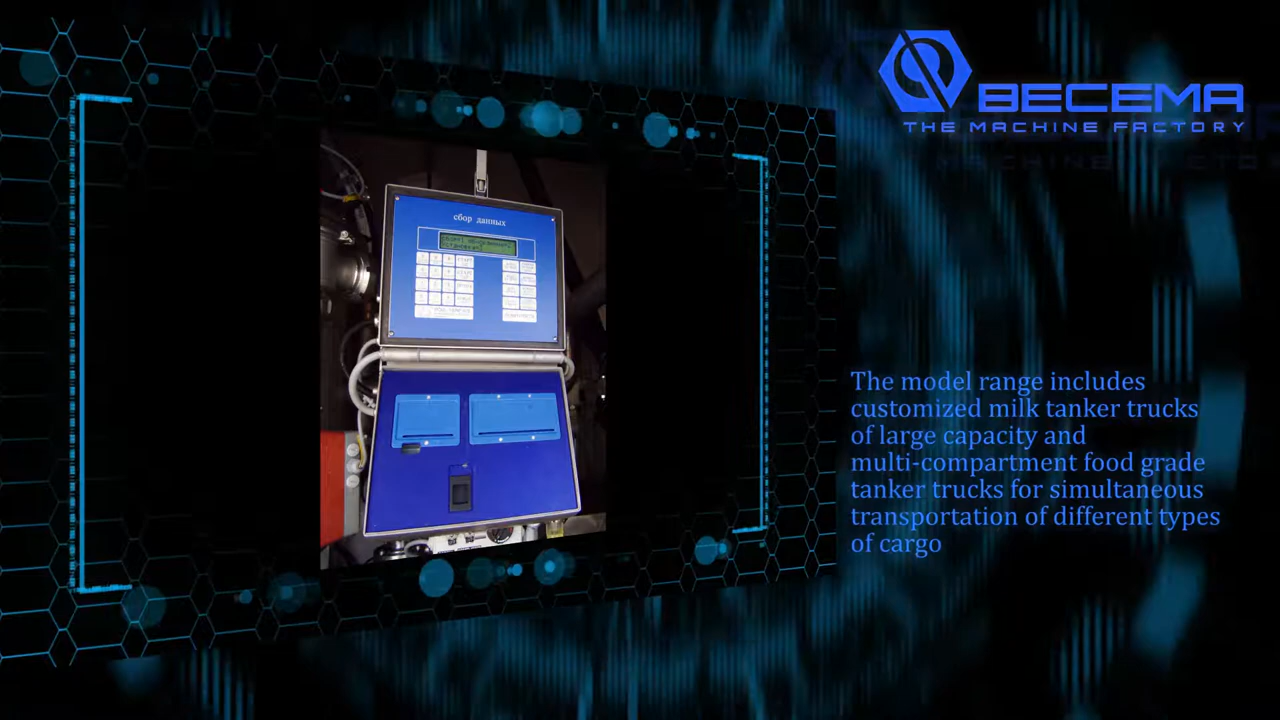 BECEMA
THE MACHINE FACTORY
сбор данных
The model range includes
customized milk tanker trucks
of large capacity and
multi-compartment food grade
tanker trucks for simultaneous
transportation of different types
of cargo